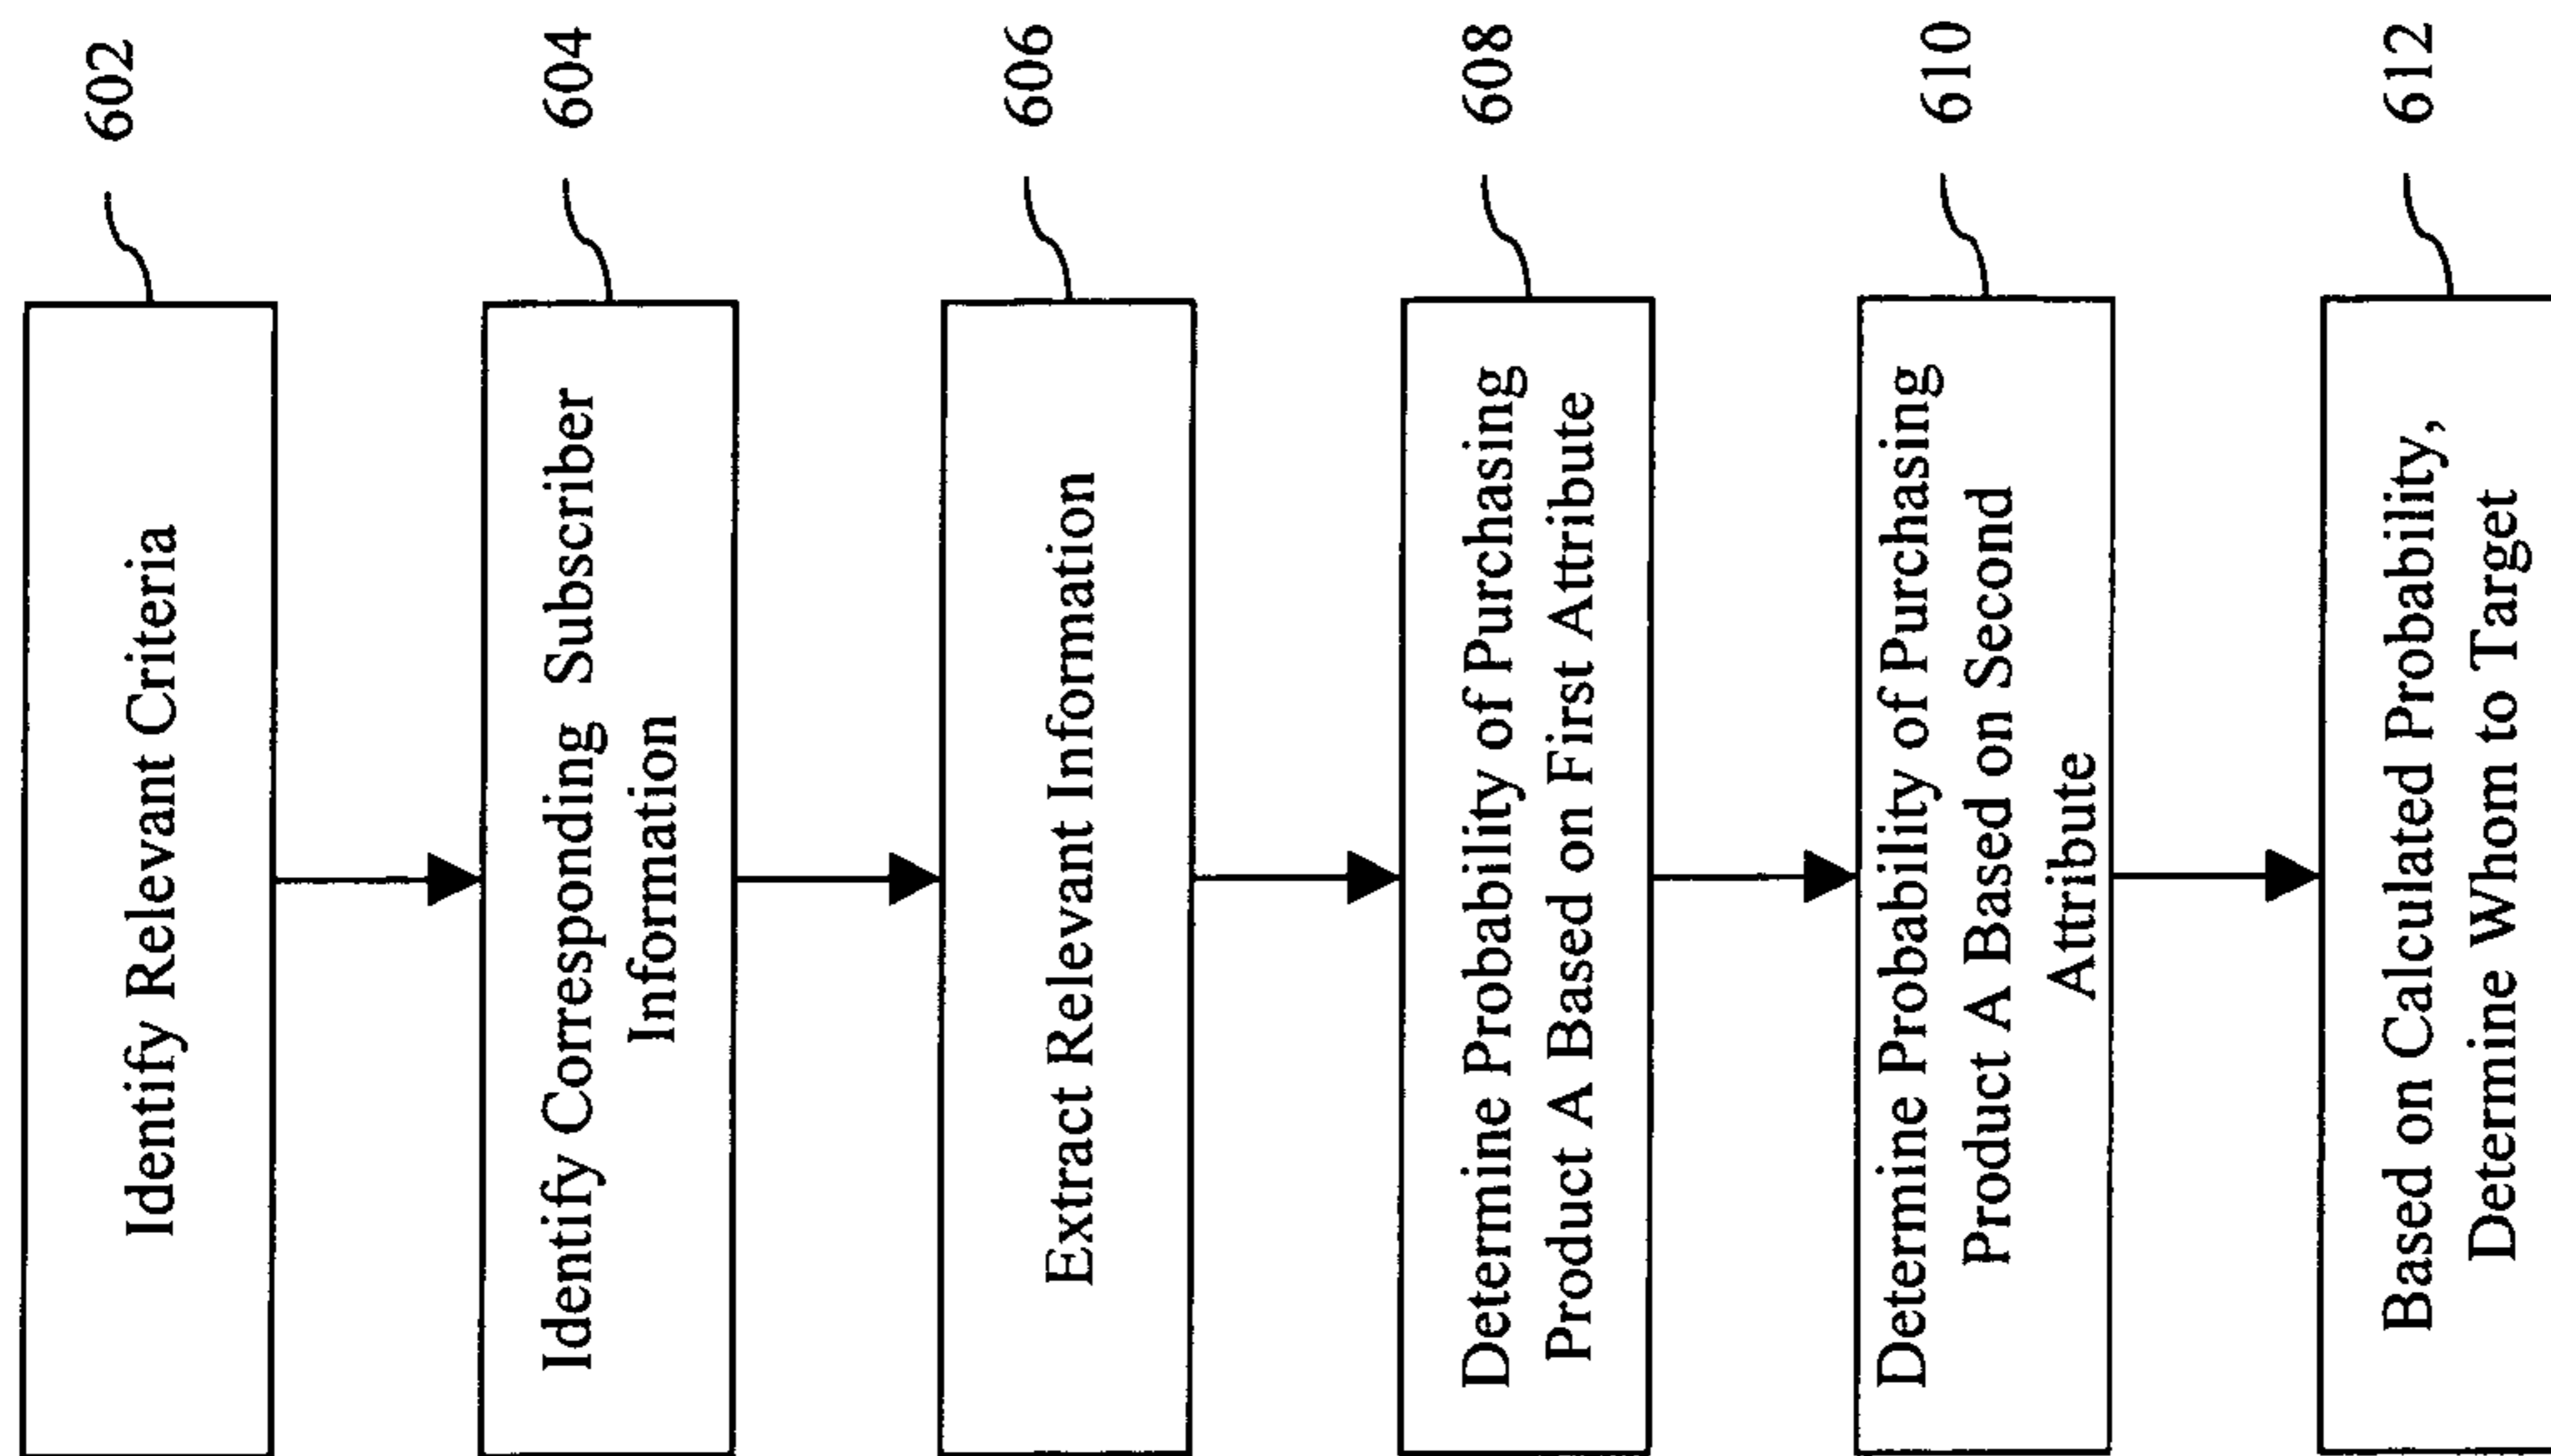 Identify Relevant Criteria
602
Identify Corresponding Subscriber
Information
604
Extract Relevant Information
606
Determine Probability of Purchasing
Product A Based on First Attribute
608
Determine Probability of Purchasing
Product A Based on Second
Attribute
610
Based on Calculated Probability,
Determine Whom to Target
612